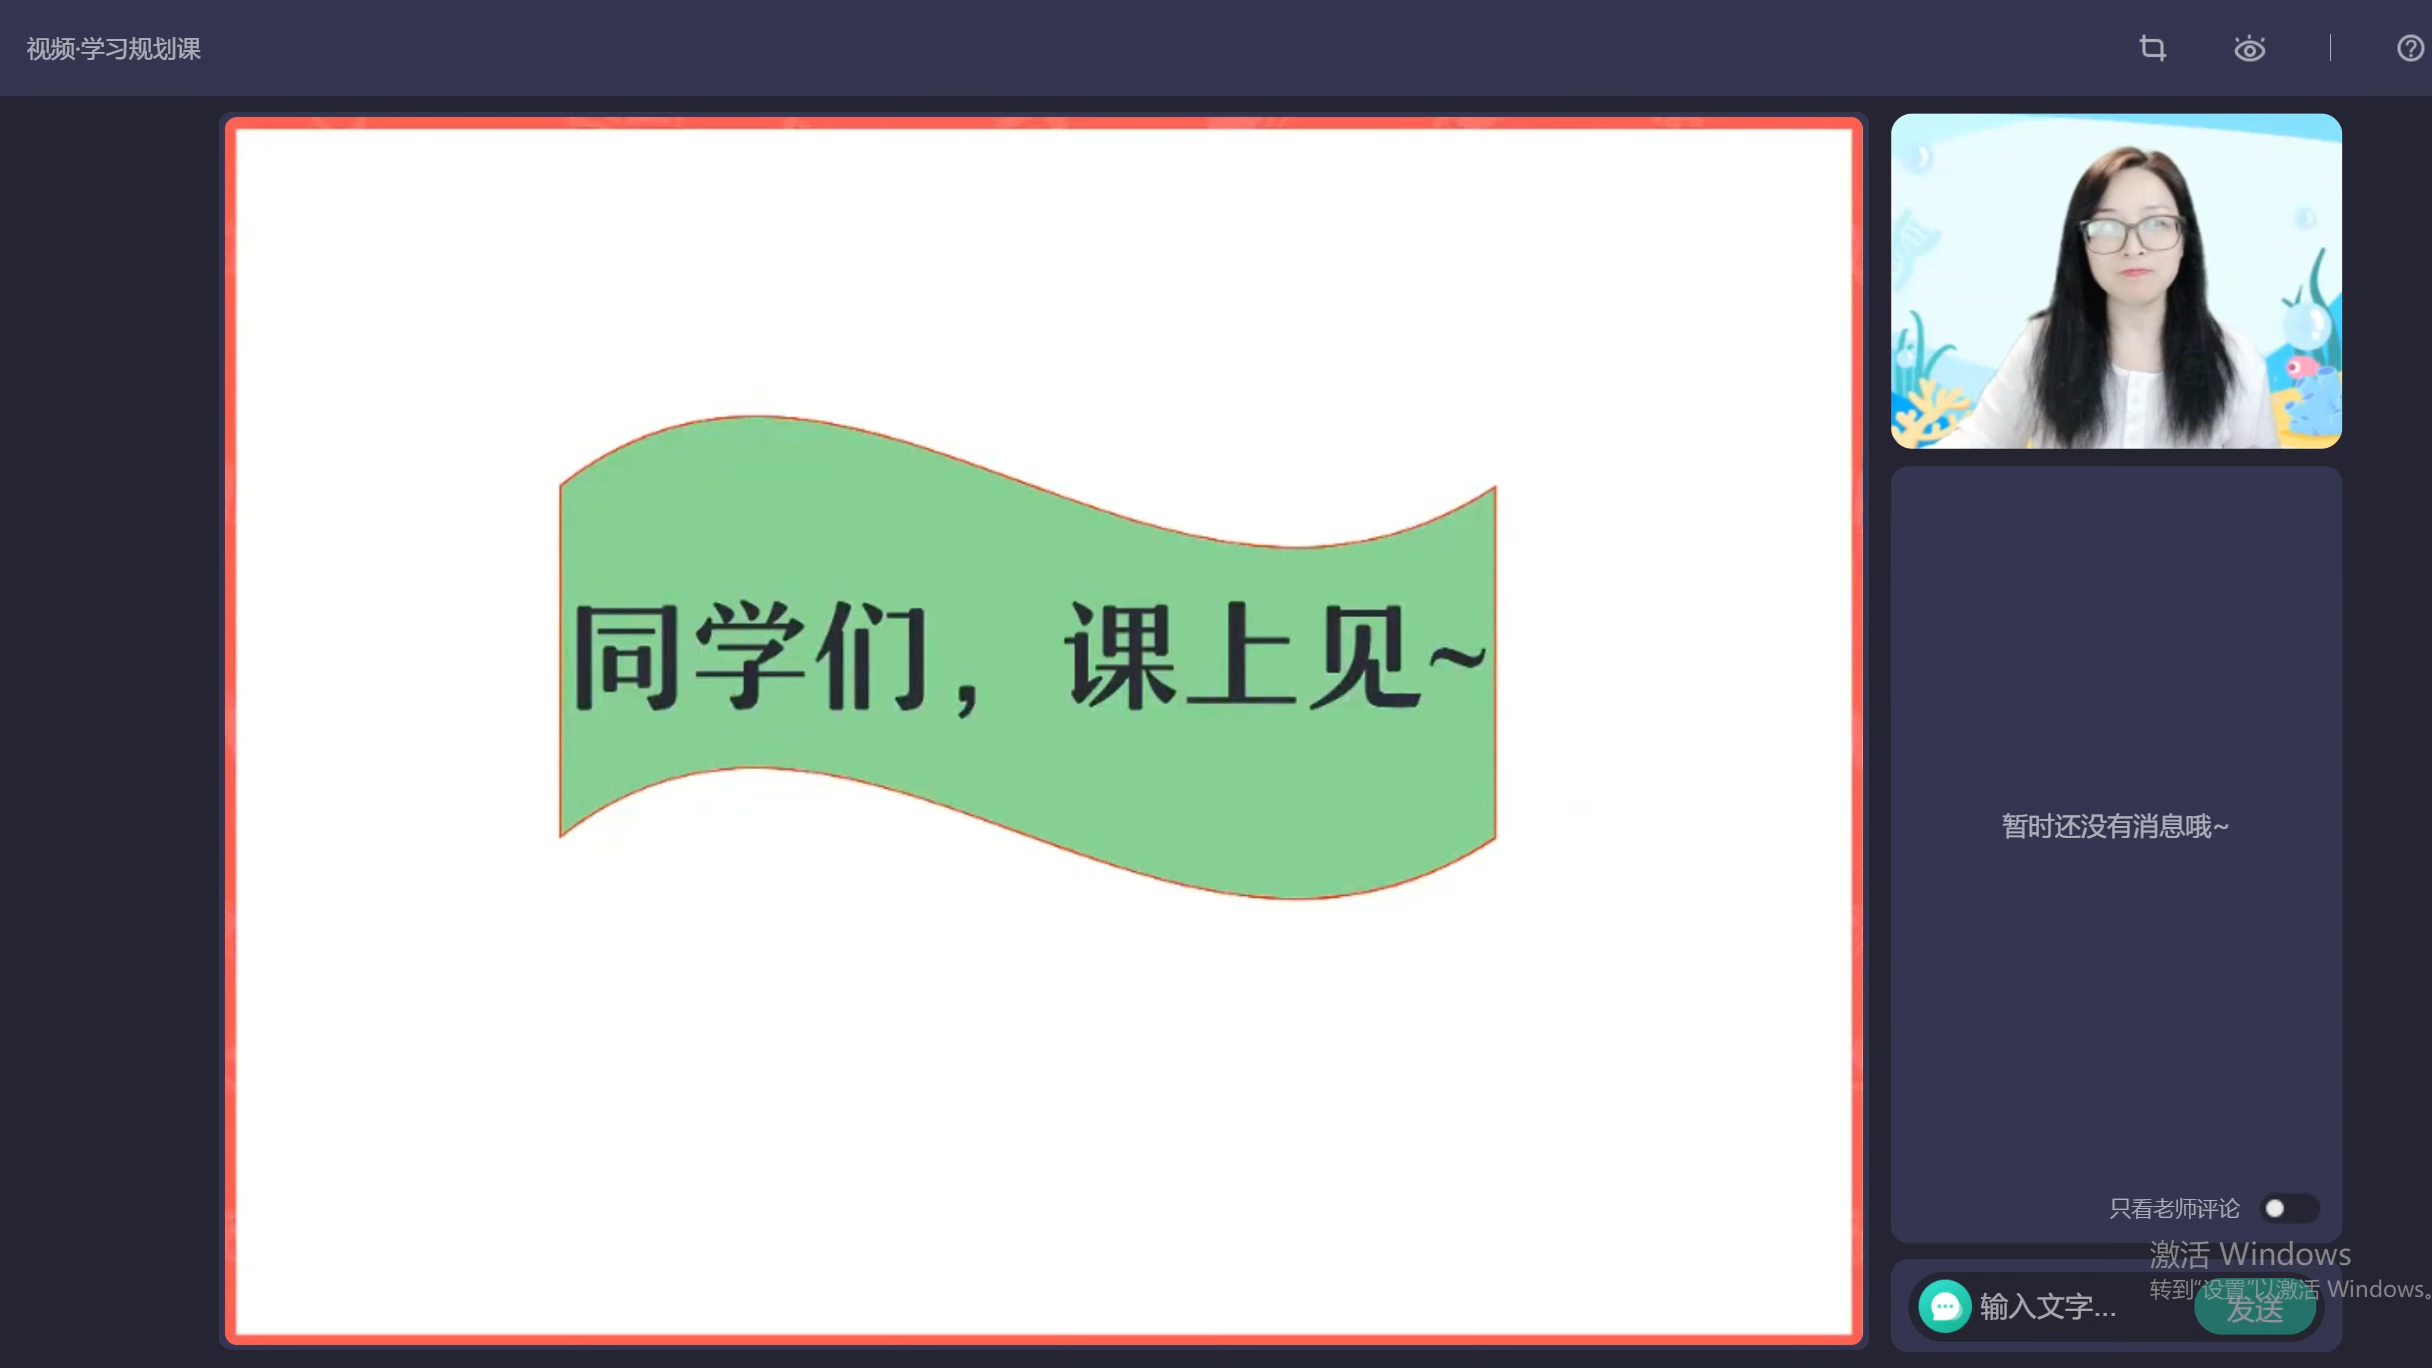 视频·学习规划课
同学们，课上见~
暂时还没有消息哦~
只看老师评论
激活 Windows
转到“设置”以激活 Windows。
输入文字...
发送